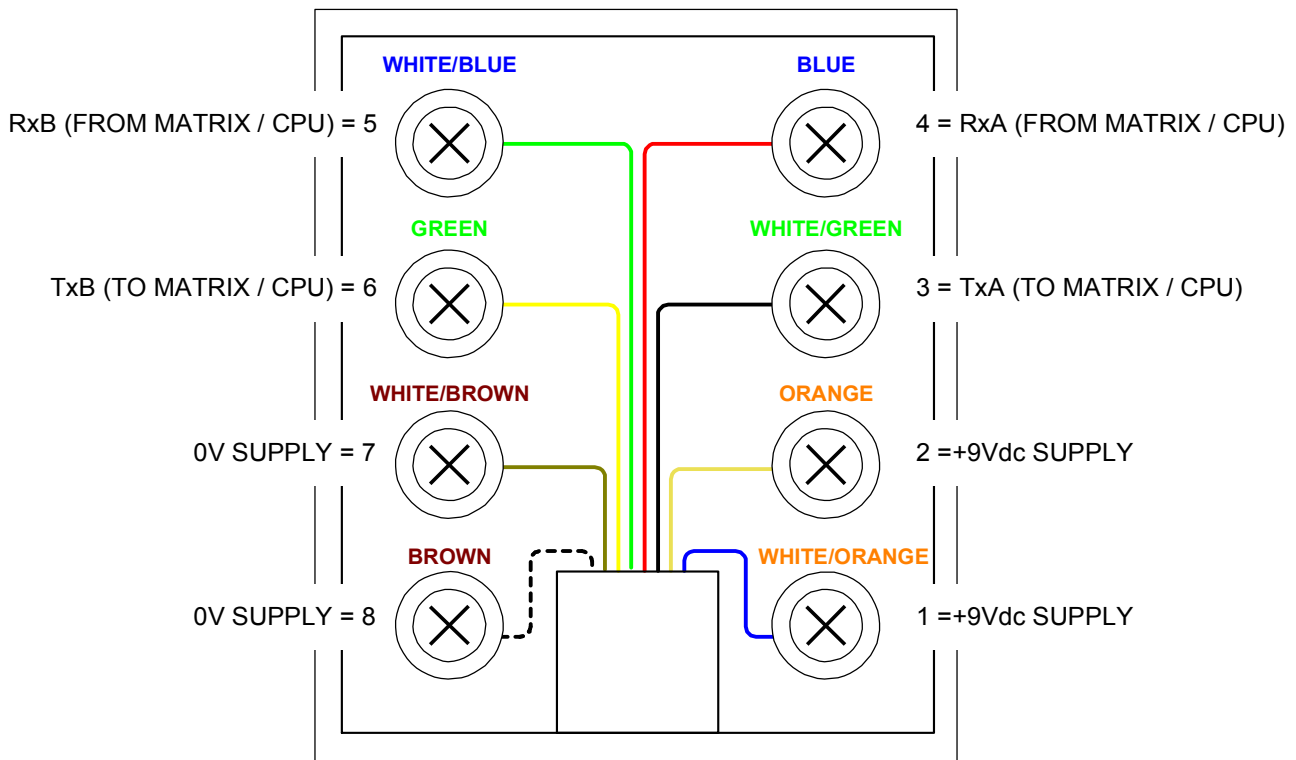 WHITE/BLUE BLUE
RxB (FROM MATRIX / CPU) = 5 4 = RxA (FROM MATRIX / CPU)
GREEN WHITE/GREEN
TxB (TO MATRIX / CPU) = 6 3 = TxA (TO MATRIX / CPU)
WHITE/BROWN ORANGE
0V SUPPLY = 7 2 =+9Vdc SUPPLY
BROWN WHITE/ORANGE
0V SUPPLY = 8 1 =+9Vdc SUPPLY